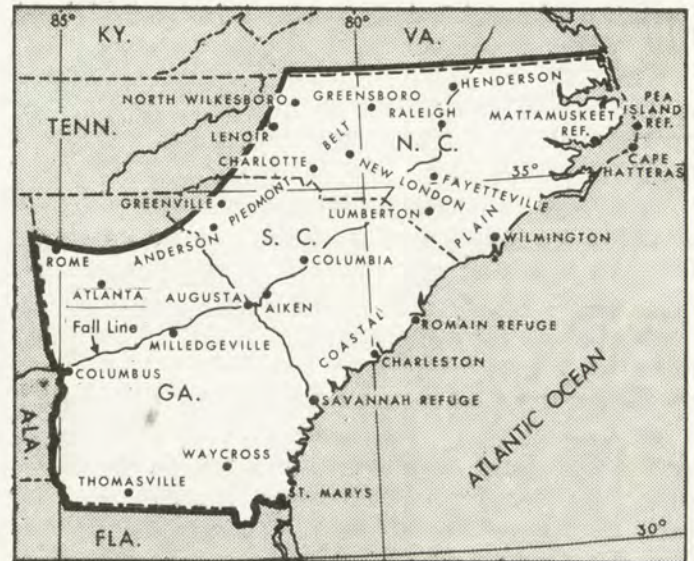 85° 80°
KY. VA.
NORTH WILKESBORO GREENSBORO HENDERSON
RALEIGH
TENN. MATTAMUSKEET REF. PEA ISLAND REF.
LENOIR BELT N. C.
CHARLOTTE
35° CAPE HATTERAS
NEW LONDON FAYETTEVILLE
GREENVILLE PIEDMONT
LUMBERTON PLAIN
ANDERSON WILMINGTON
S. C.
ROME
COLUMBIA
ATLANTA AUGUSTA AIKEN
COASTAL
Fall Line ROMAIN REFUGE
MILLEDGEVILLE
CHARLESTON
COLUMBUS
GA.
ALA. SAVANNAH REFUGE
ATLANTIC OCEAN
WAYCROSS
THOMASVILLE
ST. MARYS
30°
FLA.